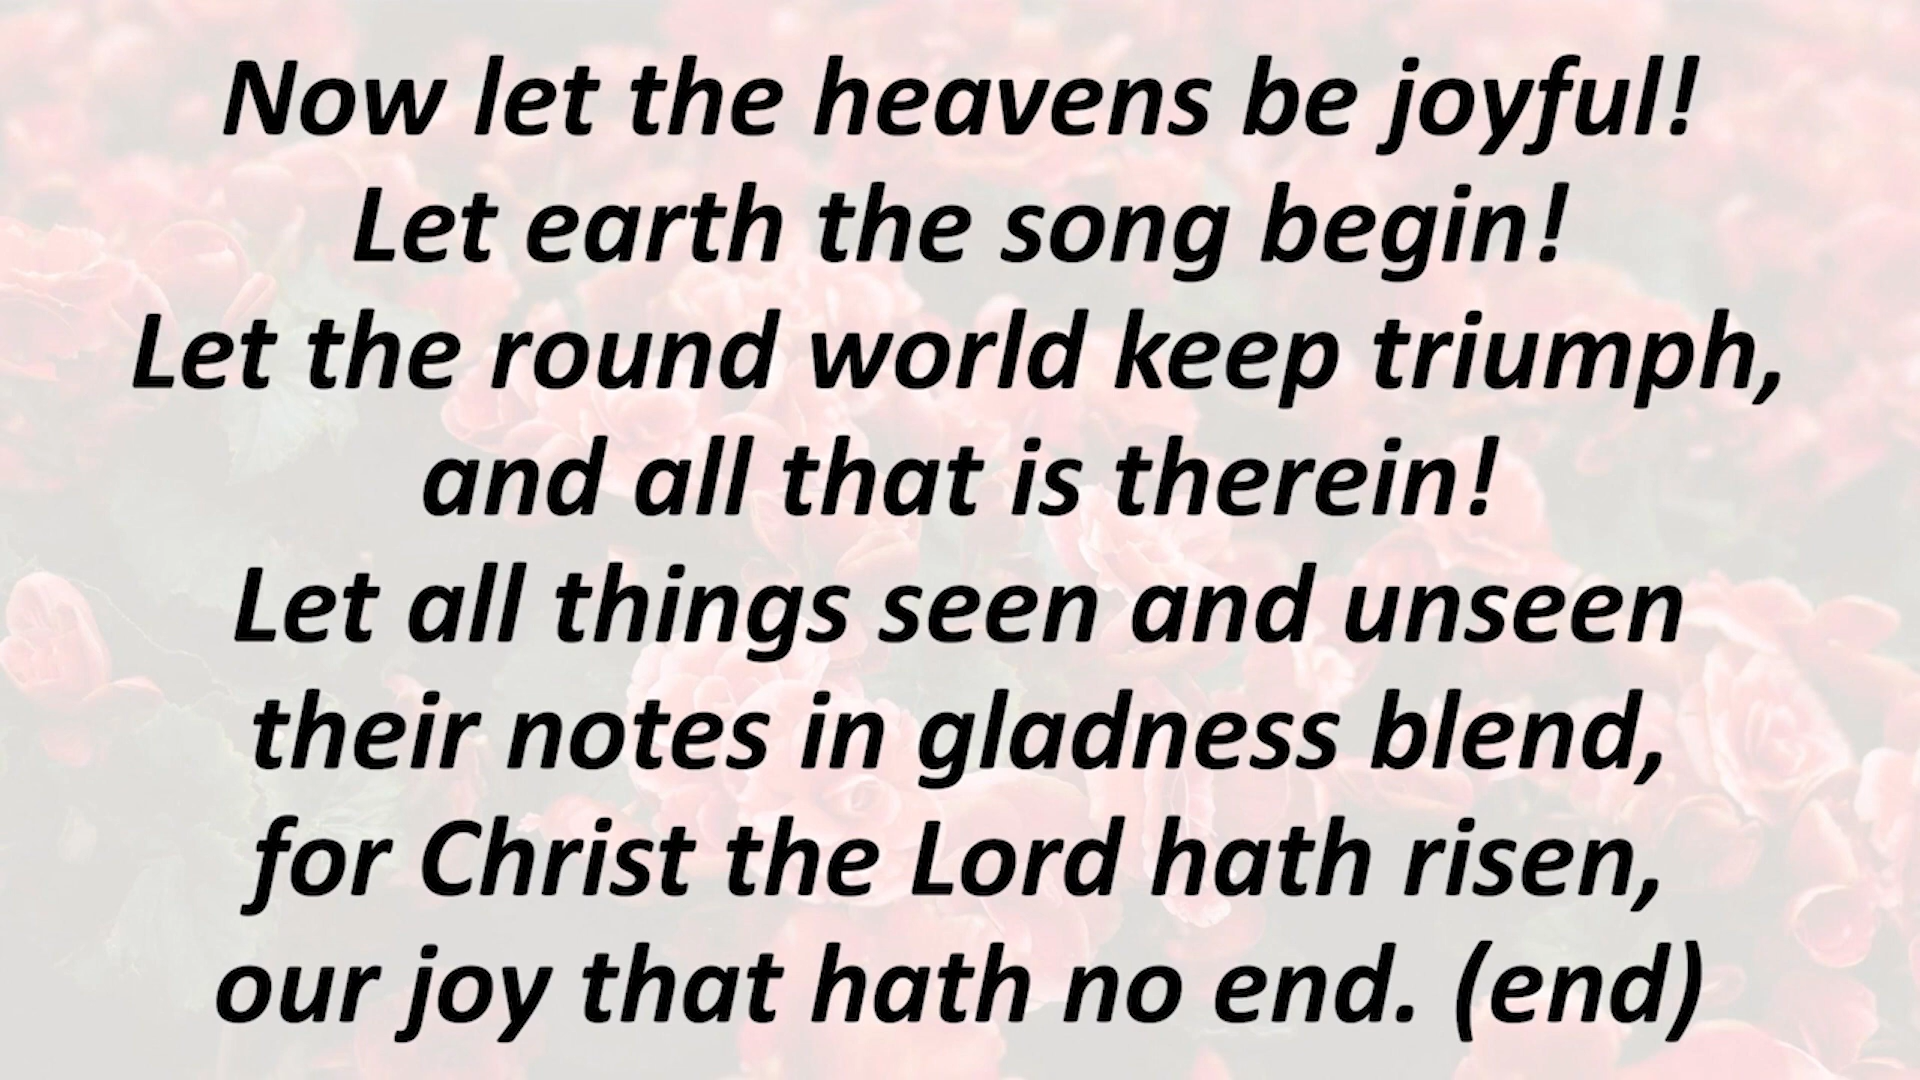 Now let the heavens be joyful!
Let earth the song begin!
Let the round world keep triumph,
and all that is therein!
Let all things seen and unseen
their notes in gladness blend,
for Christ the Lord hath risen,
our joy that hath no end. (end)